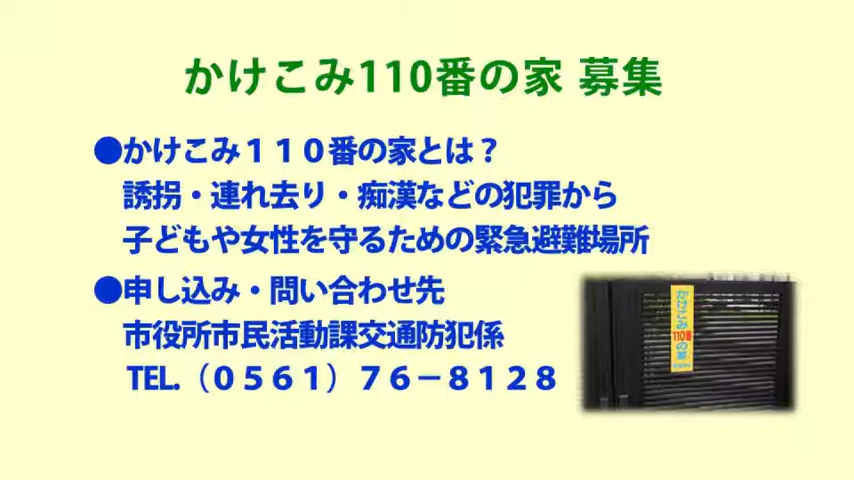 かけこみ110番の家 募集
●かけこみ１１０番の家とは？
誘拐・連れ去り・痴漢などの犯罪から
子どもや女性を守るための緊急避難場所
●申し込み・問い合わせ先
市役所市民活動課交通防犯係
TEL.（０５６１）７６－８１２８
かけこみ
110番
の家